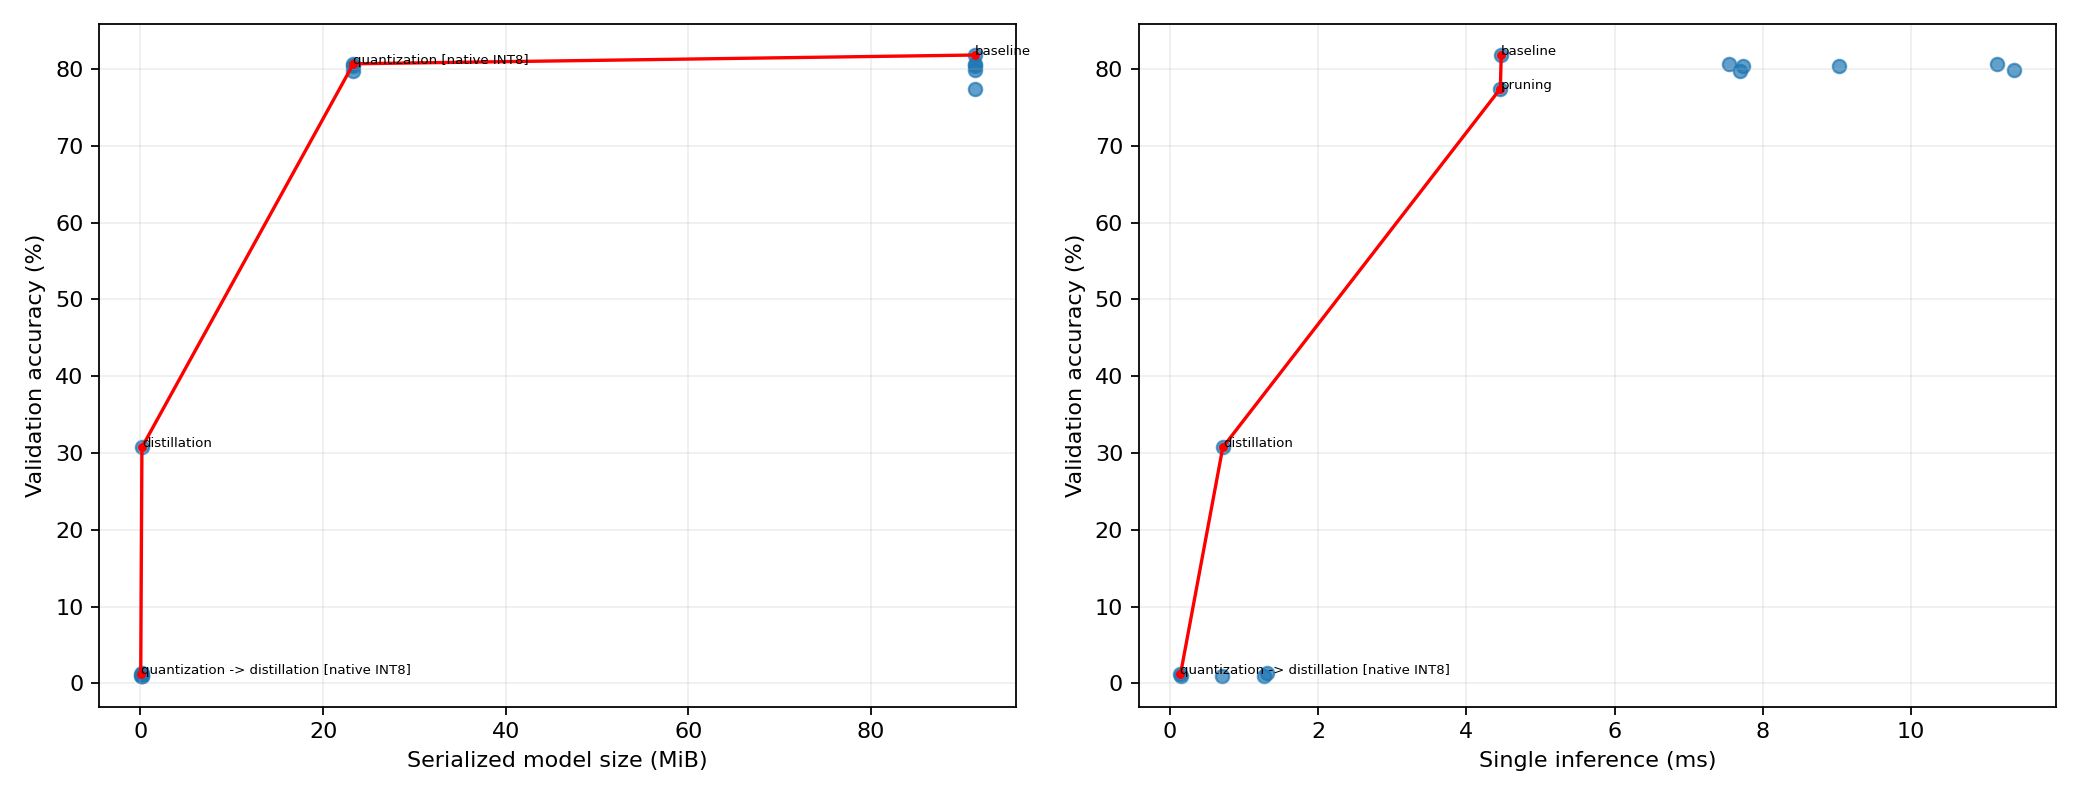 Validation accuracy (%)
80
70
60
50
40
30
20
10
0
quantization [native INT8]
baseline
distillation
quantization -> distillation [native INT8]
0 20 40 60 80
Serialized model size (MiB)
Validation accuracy (%)
80
70
60
50
40
30
20
10
0
baseline
pruning
distillation
quantization -> distillation [native INT8]
0 2 4 6 8 10
Single inference (ms)